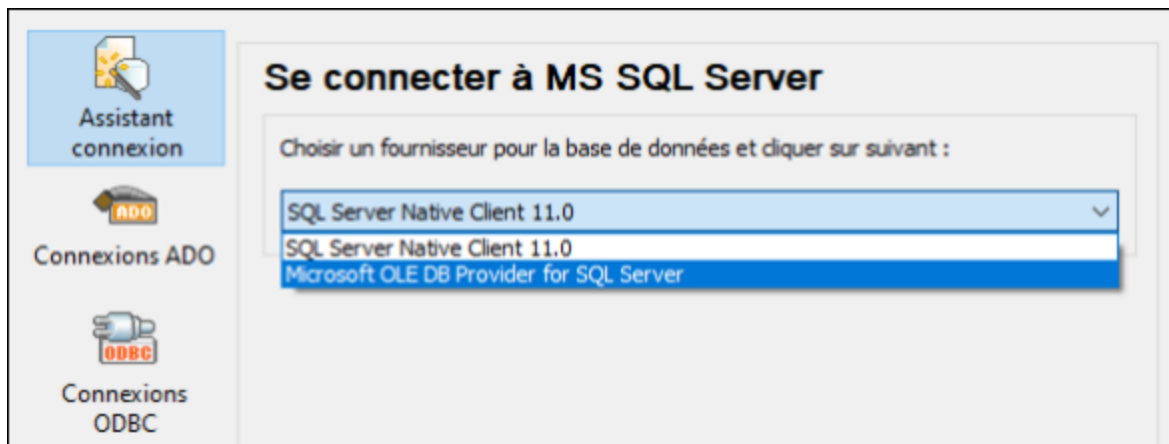 Assistant
connexion
ADO
Connexions ADO
ODBC
Connexions
ODBC
Se connecter à MS SQL Server
Choisir un fournisseur pour la base de données et cliquer sur suivant :
SQL Server Native Client 11.0
SQL Server Native Client 11.0
Microsoft OLE DB Provider for SQL Server